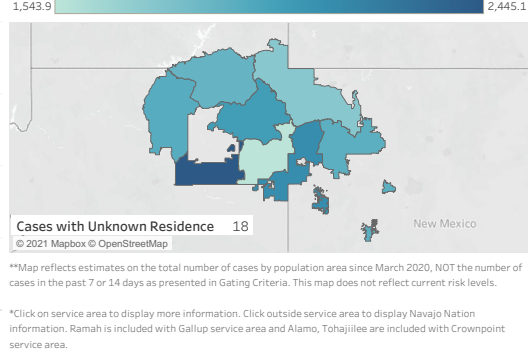 1,543.9 2,445.1
New Mexico
Cases with Unknown Residence 18
© 2021 Mapbox © OpenStreetMap
**Map reflects estimates on the total number of cases by population area since March 2020, NOT the number of
cases in the past 7 or 14 days as presented in Gating Criteria. This map does not reflect current risk levels.
*Click on service area to display more information. Click outside service area to display Navajo Nation
information. Ramah is included with Gallup service area and Alamo, Tohajiilee are included with Crownpoint
service area.